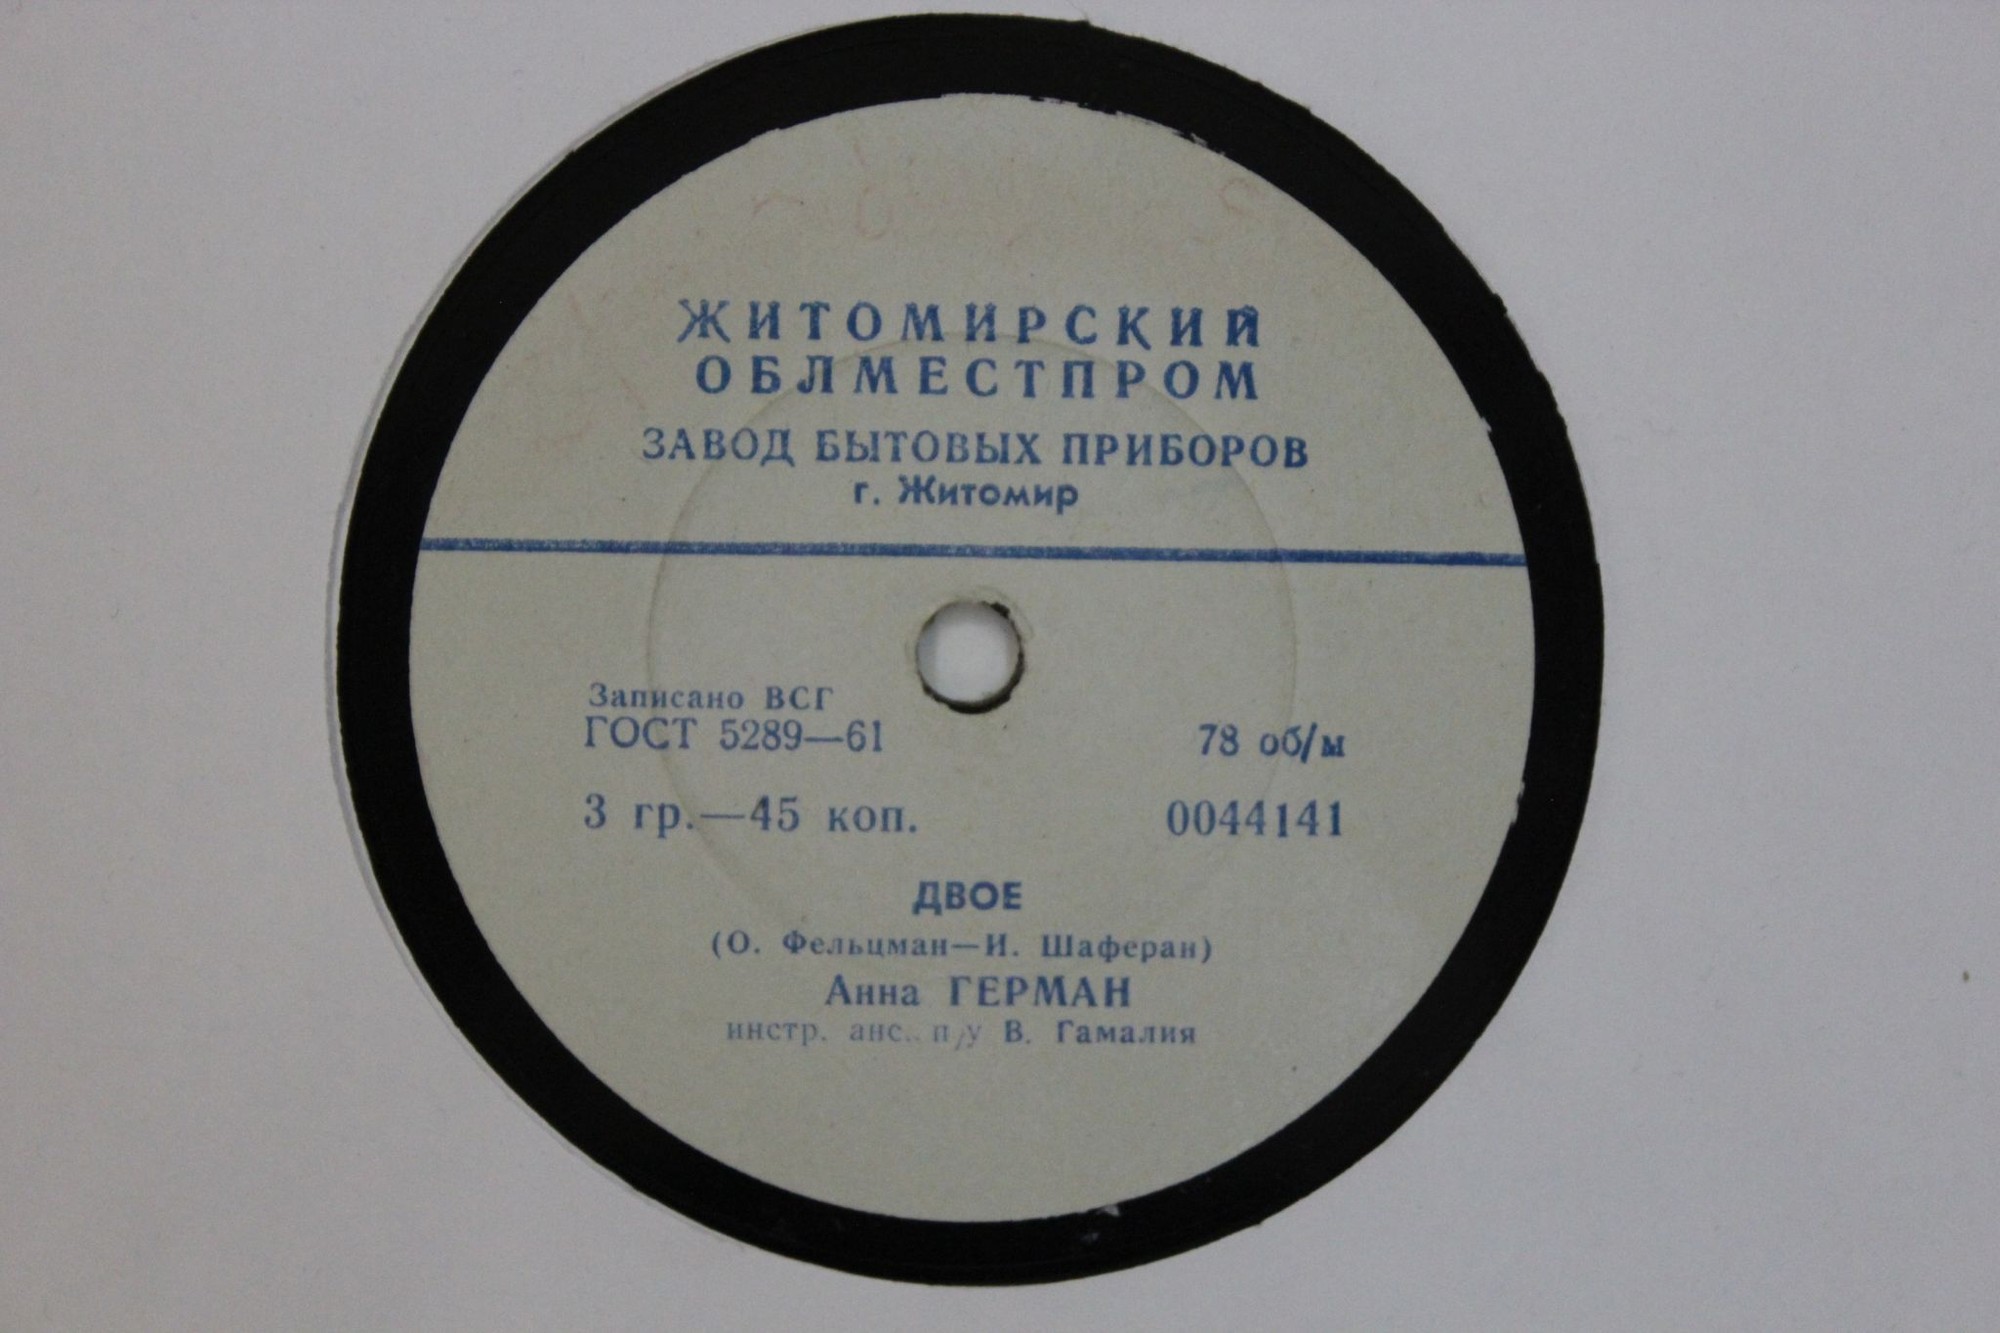 ЖИТОМИРСКИЙ
ОБЛМЕСТПРОМ
ЗАВОД БЫТОВЫХ ПРИБОРОВ
г. Житомир
Записано ВСГ
ГОСТ 5289—61 78 об/м
3 гр.—45 коп. 0044141
ДВОЕ
(О. Фельцман—И. Шаферан)
Анна ГЕРМАН
инстр. анс.. п/у В. Гамалия